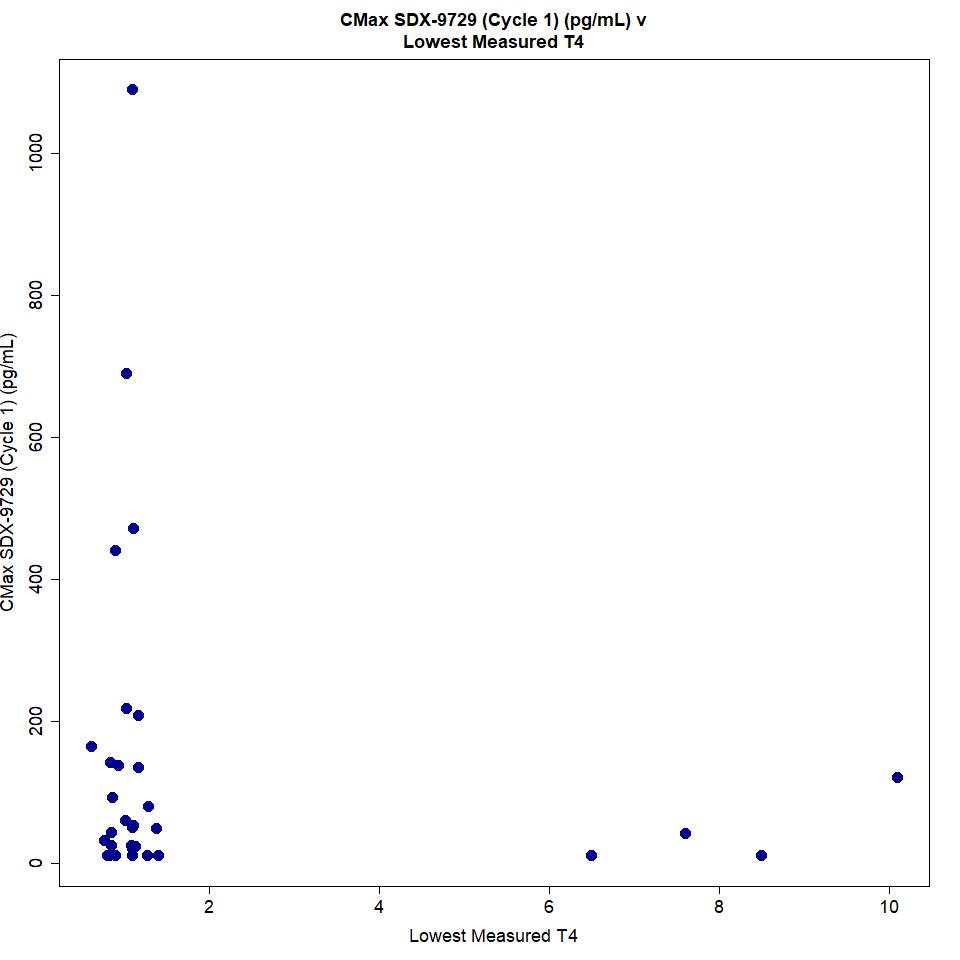 CMax SDX-9729 (Cycle 1) (pg/mL) v
Lowest Measured T4
1000
800
600
400
200
0
CMax SDX-9729 (Cycle 1) (pg/mL)
2 4 6 8 10
Lowest Measured T4